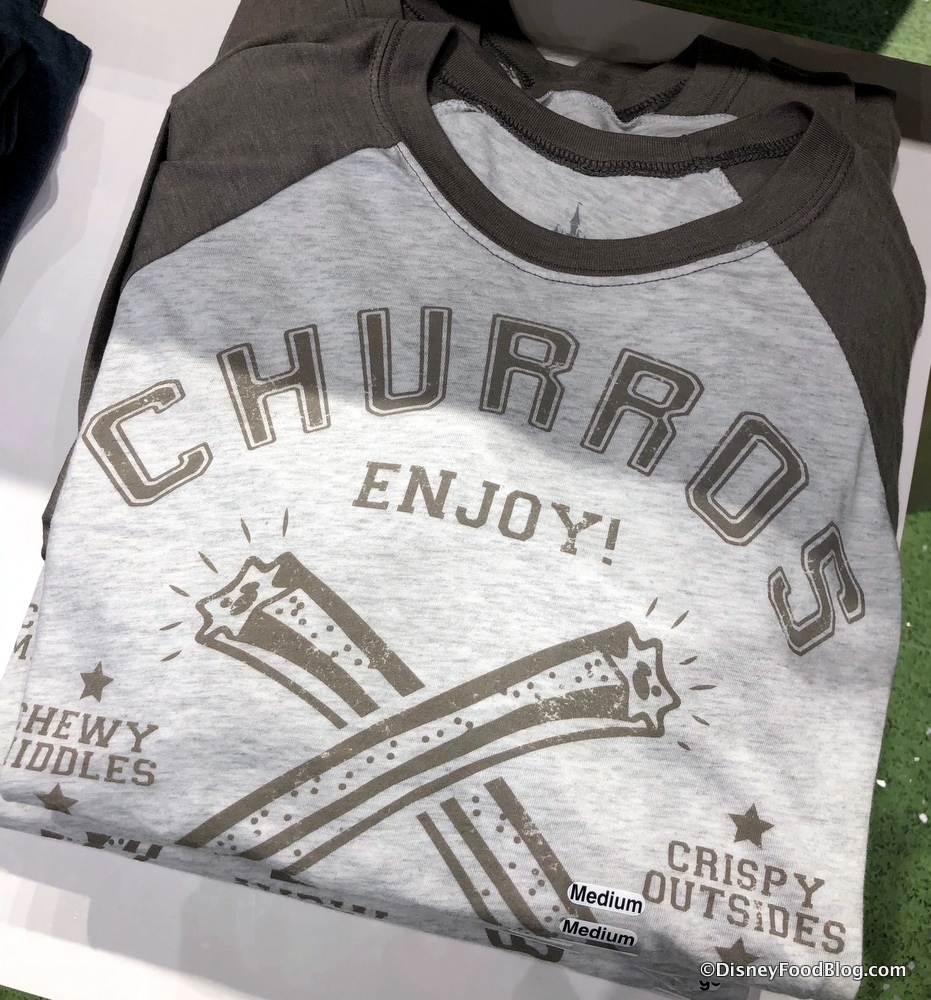 CHURROS
ENJOY!
CHEWY
MIDDLES
CRISPY
OUTSIDES
Medium
Medium
©DisneyFoodBlog.com